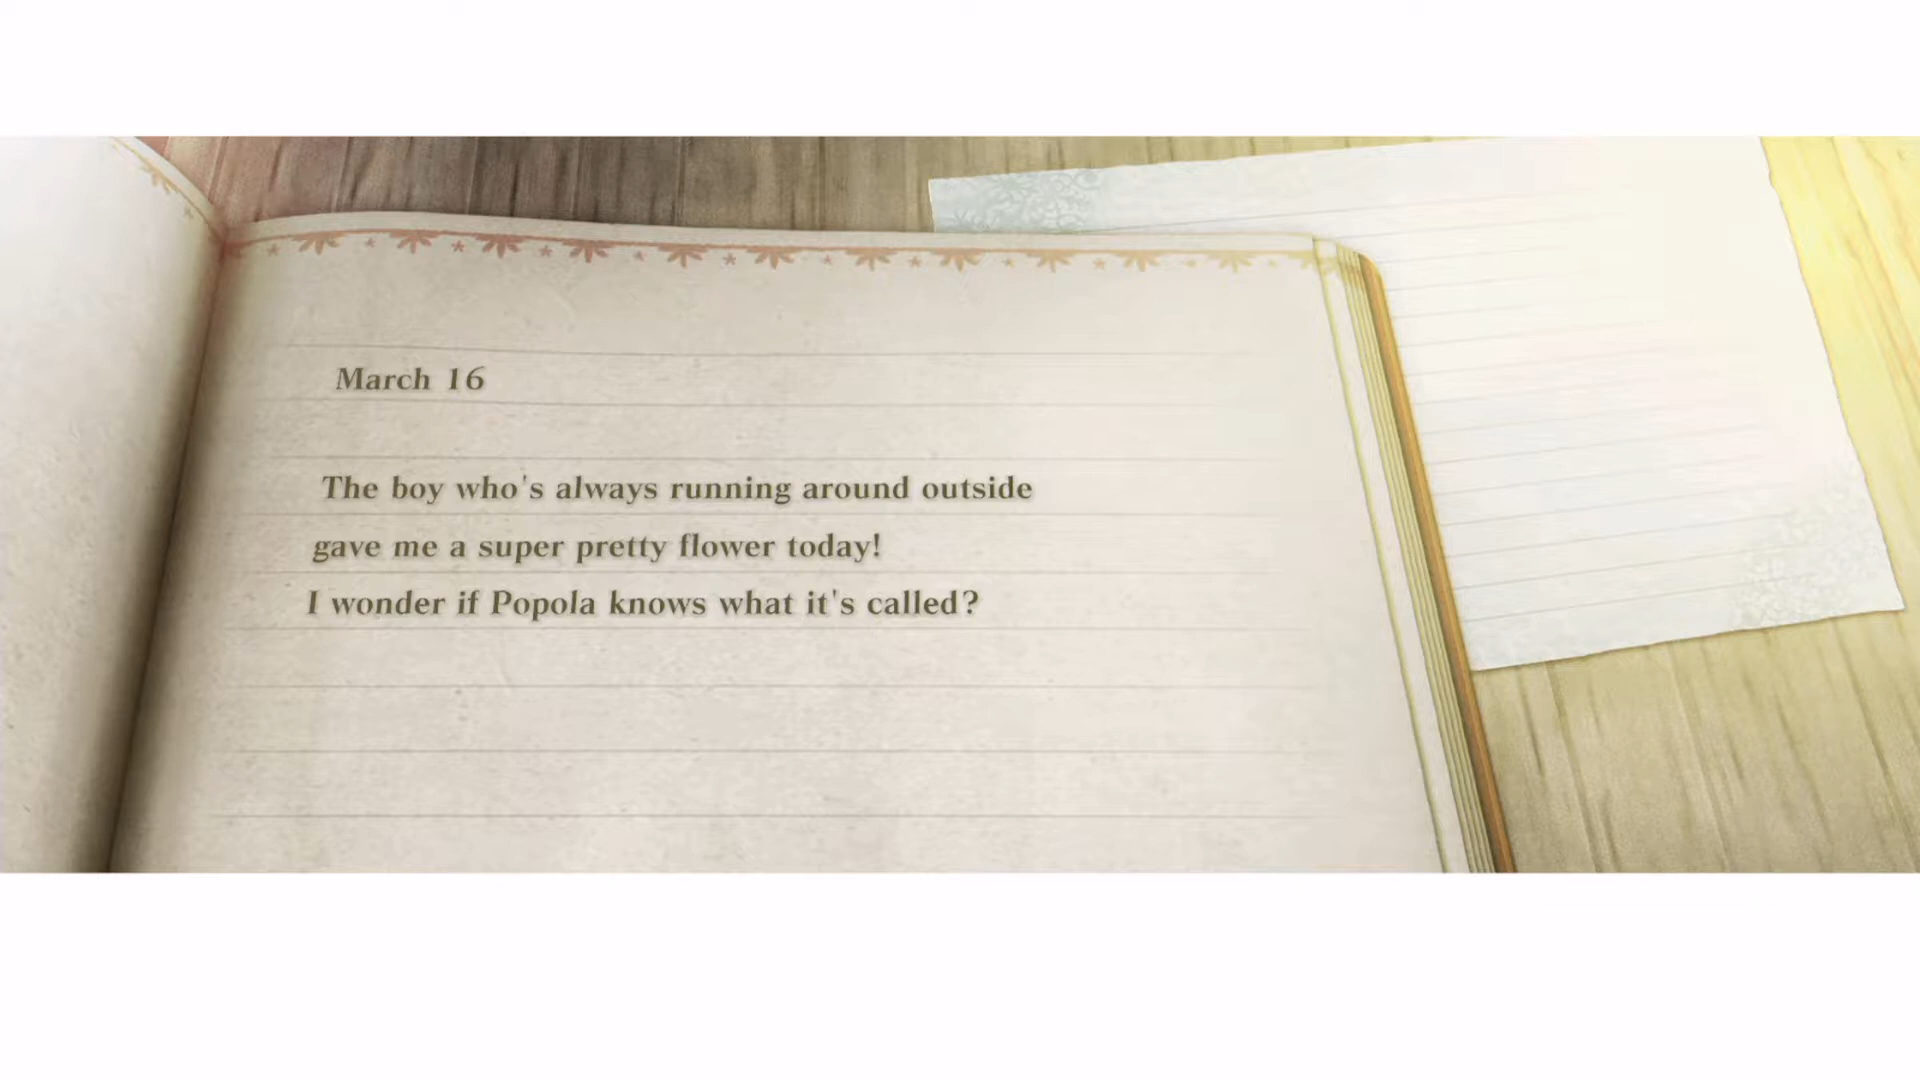 March 16
The boy who's always running around outside
gave me a super pretty flower today!
I wonder if Popola knows what it's called?